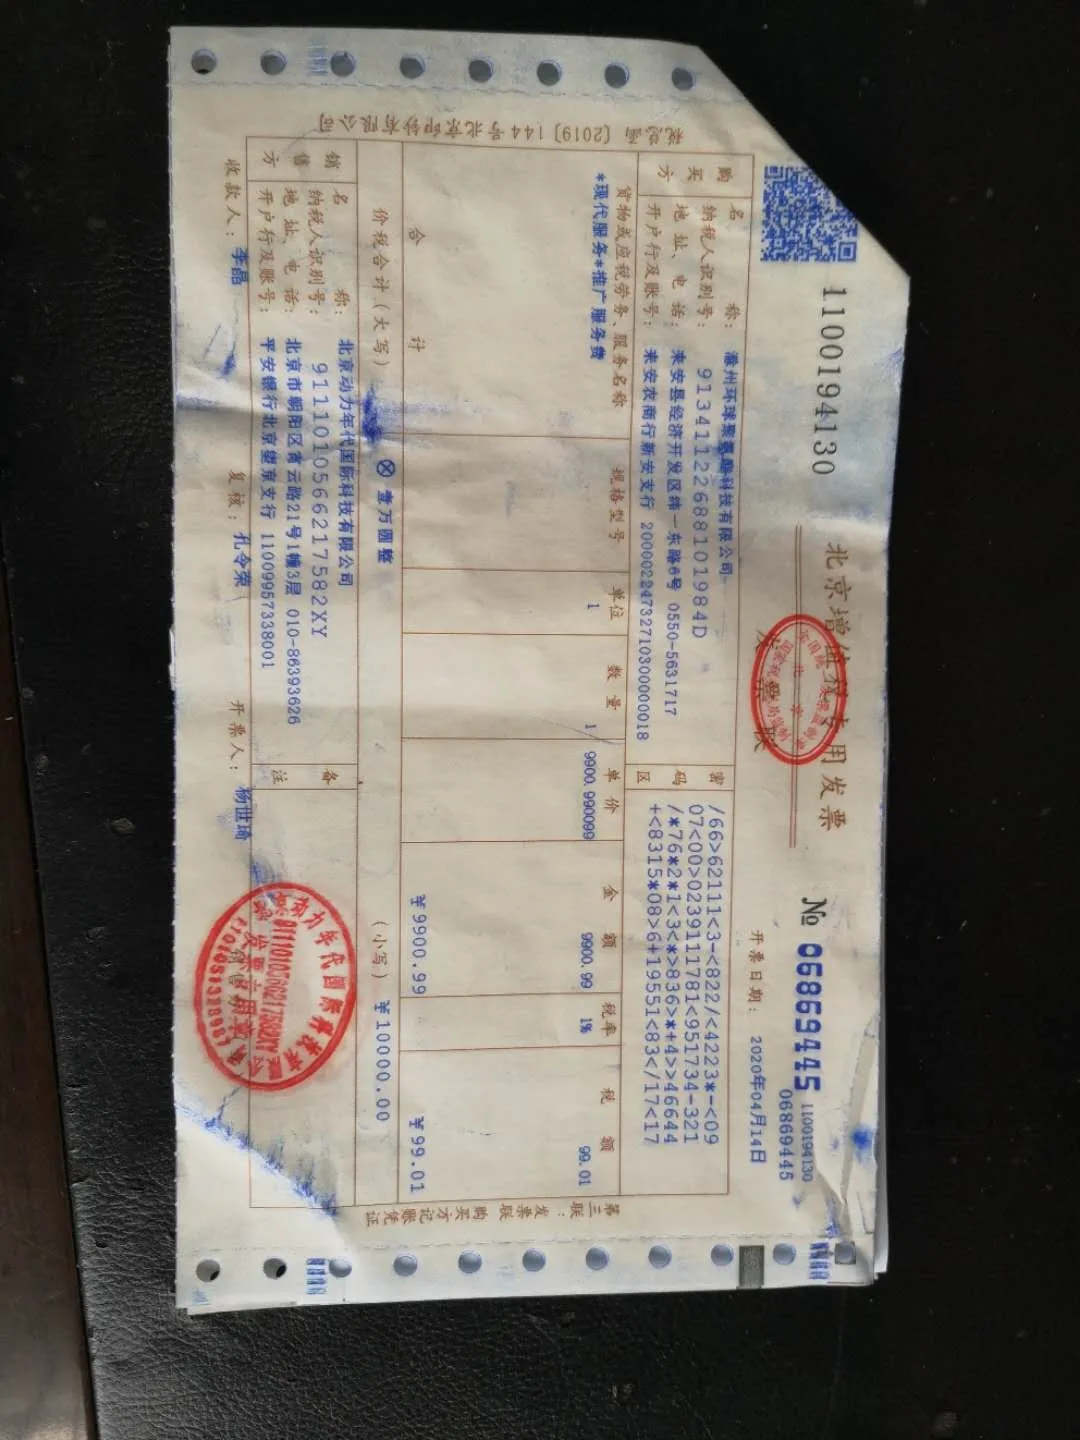 1100194130
北京增值税专用发票
发票联
№ 06869445
1100194130
06869445
开票日期: 2020年04月14日
税总函〔2019〕144号北京印钞有限公司
购买方
名称: 滁州环球聚氨酯科技有限公司
纳税人识别号: 91341122688101984D
地址、电话: 来安县经济开发区纬一东路6号 0550-5631717
开户行及账号: 来安农商行新安支行 20000224732710300000018
密码区
/66>62111<3-<822/<4223*-<09
07<00>0239111781<951734-321
/*76*2*1<3<*>836>*+4>>46644
+<8315*08>6+19551<83</17<17
货物或应税劳务、服务名称 规格型号 单位 数量 单价 金额 税率 税额
*现代服务*推广服务费 1 1 9900.990099 9900.99 1% 99.01
合计 ¥9900.99 ¥99.01
价税合计(大写) ⊗壹万圆整 (小写) ¥10000.00
销售方
名称: 北京动力年代国际科技有限公司
纳税人识别号: 9111010566217582XY
地址、电话: 北京市朝阳区霄云路21号1幢3层 010-86393626
开户行及账号: 平安银行北京望京支行 11009957338001
备注
收款人: 李晶 复核: 孔令荣 开票人: 杨世琦
第三联:发票联 购买方记账凭证